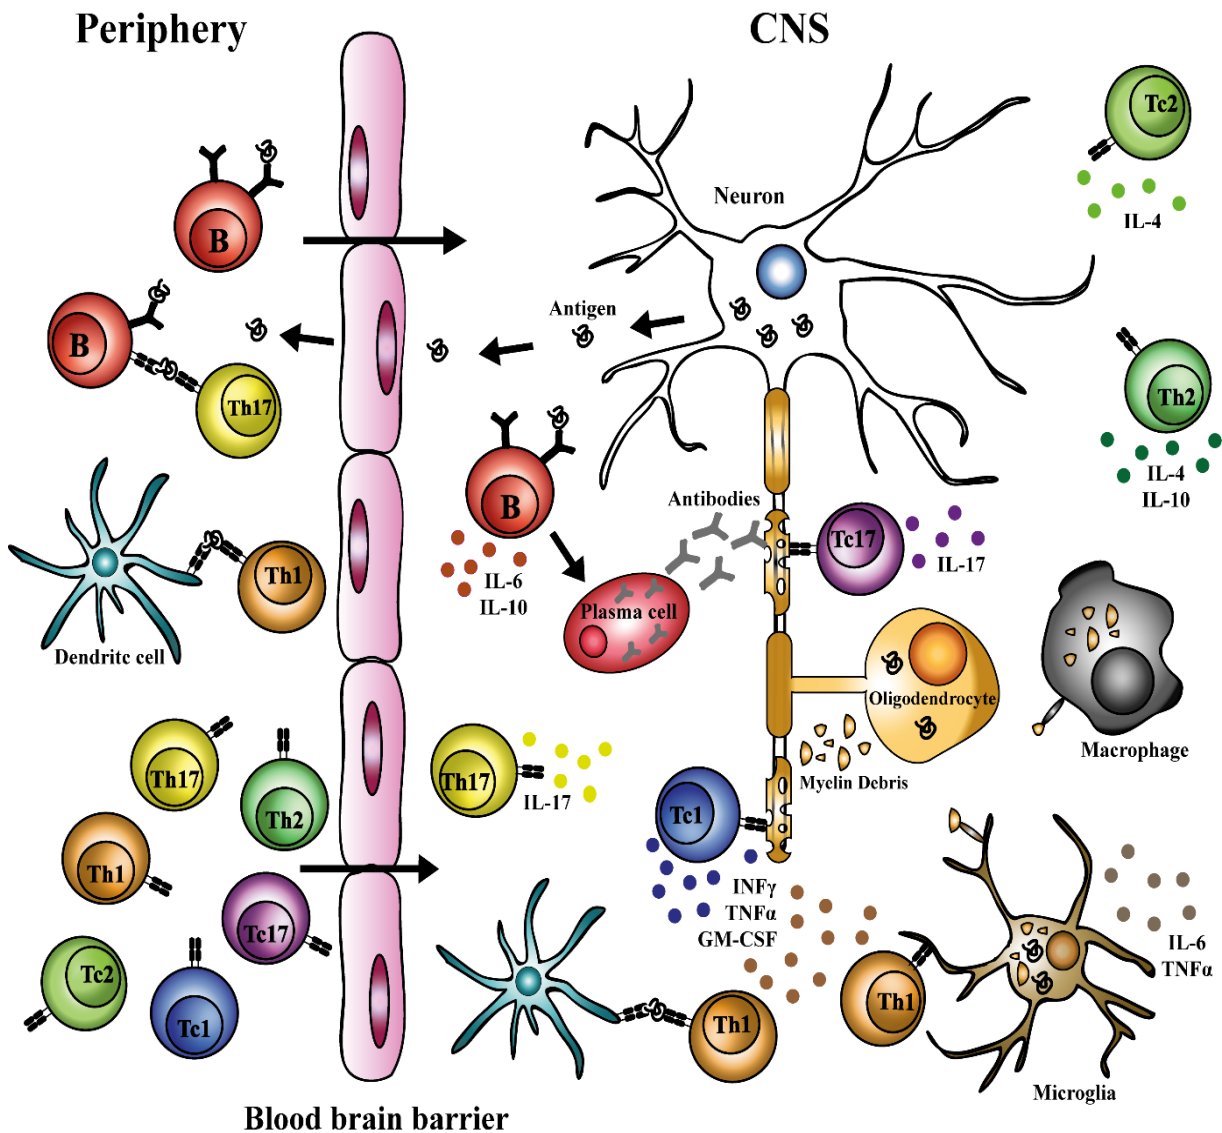 Periphery
CNS
Tc2
IL-4
Neuron
B
Antigen
B
Th17
Th2
IL-4
IL-10
B
IL-6
IL-10
Antibodies
Tc17
IL-17
Th1
Dendritc cell
Plasma cell
Oligodendrocyte
Macrophage
Myelin Debris
Th17
Th2
Th1
Tc17
Tc2
Tc1
Th17
IL-17
Tc1
INFγ
TNFα
GM-CSF
Th1
Th1
IL-6
TNFα
Microglia
Blood brain barrier